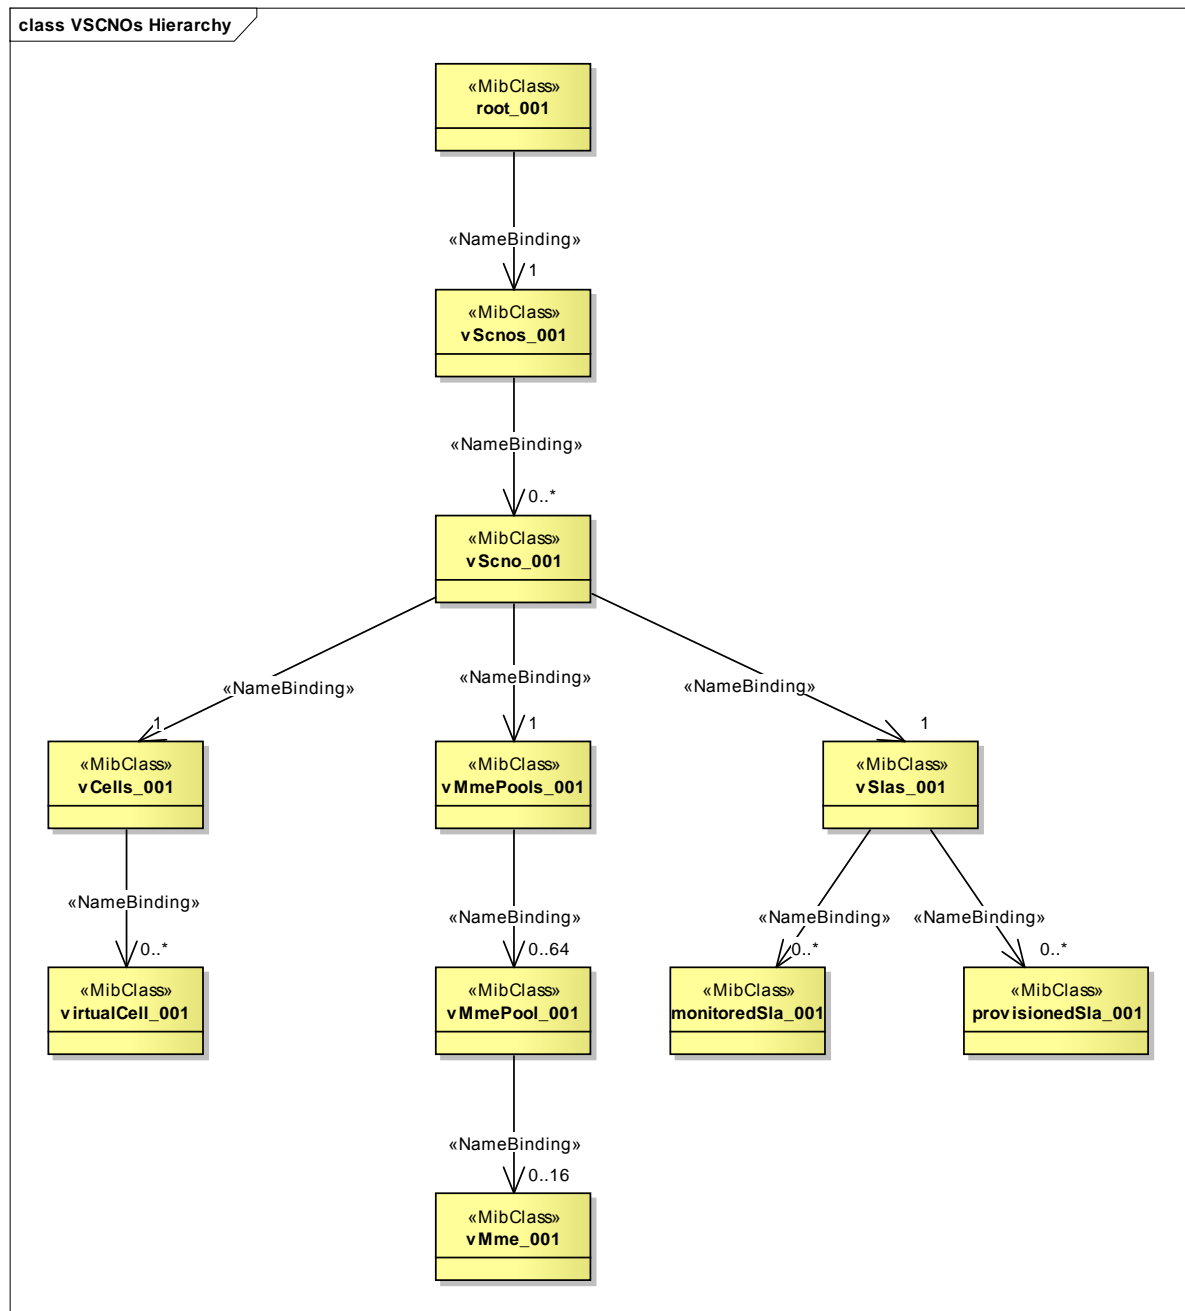 class VSCNOs Hierarchy
«MibClass»
root_001
«NameBinding»
1
«MibClass»
vScnos_001
«NameBinding»
0..*
«MibClass»
vScno_001
«NameBinding»
«NameBinding»
«NameBinding»
1
1
1
«MibClass»
vCells_001
«MibClass»
vMmePools_001
«MibClass»
vSlas_001
«NameBinding»
«NameBinding»
«NameBinding»
«NameBinding»
0..*
0..64
0..*
0..*
«MibClass»
virtualCell_001
«MibClass»
vMmePool_001
«MibClass»
monitoredSla_001
«MibClass»
provisionedSla_001
«NameBinding»
0..16
«MibClass»
vMme_001